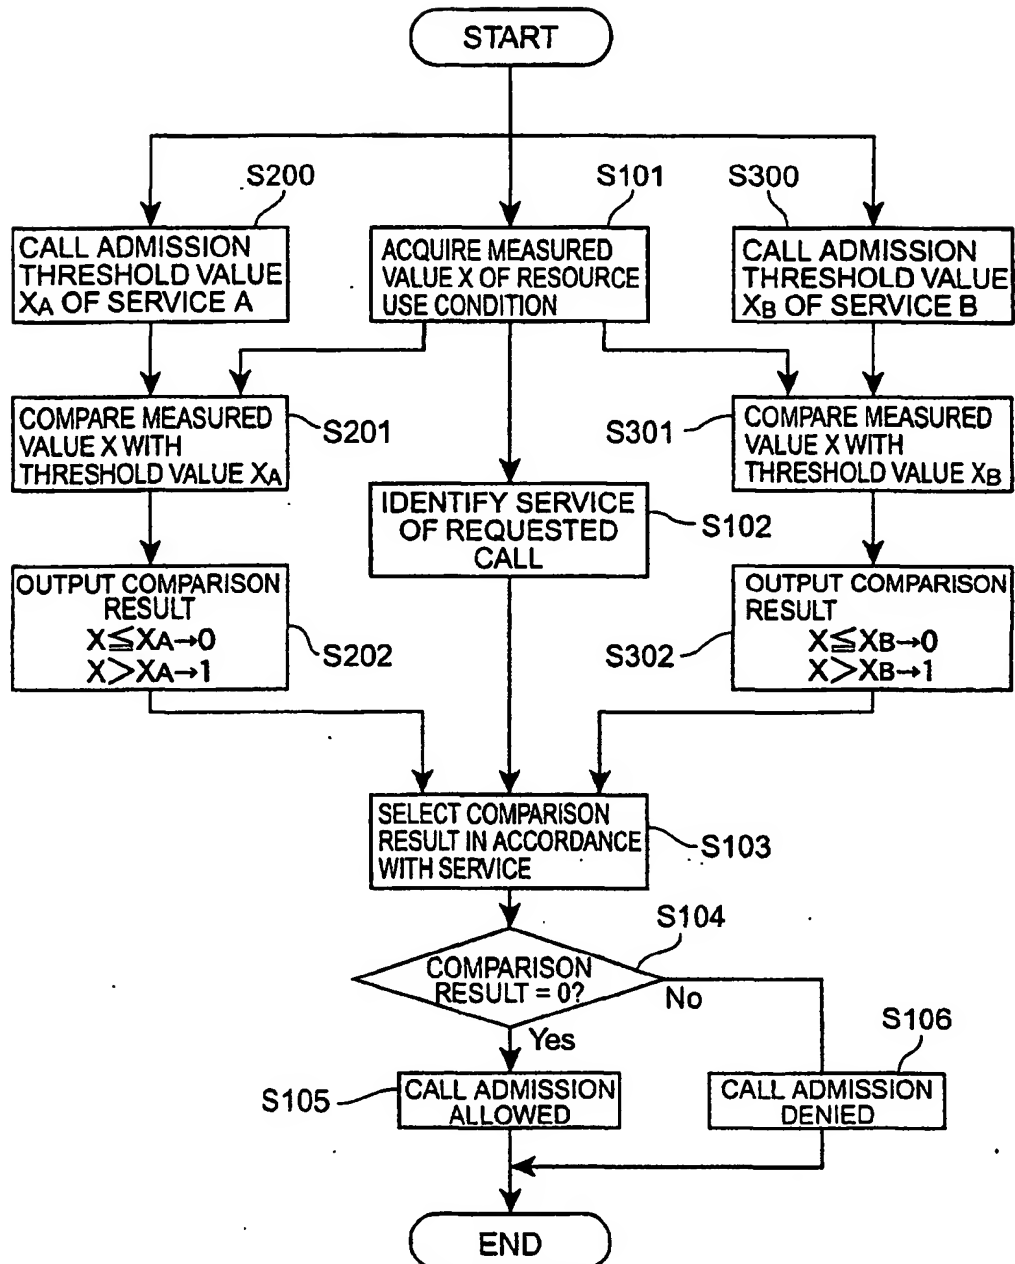 START
S200
S101
S300
CALL ADMISSION
THRESHOLD VALUE
XA OF SERVICE A
ACQUIRE MEASURED
VALUE X OF RESOURCE
USE CONDITION
CALL ADMISSION
THRESHOLD VALUE
XB OF SERVICE B
COMPARE MEASURED
VALUE X WITH
THRESHOLD VALUE XA
S201
S301
COMPARE MEASURED
VALUE X WITH
THRESHOLD VALUE XB
IDENTIFY SERVICE
OF REQUESTED
CALL
S102
OUTPUT COMPARISON
RESULT
X≦XA→0
X>XA→1
S202
S302
OUTPUT COMPARISON
RESULT
X≦XB→0
X>XB→1
SELECT COMPARISON
RESULT IN ACCORDANCE
WITH SERVICE
S103
S104
COMPARISON
RESULT = 0?
No
Yes
S106
S105
CALL ADMISSION
ALLOWED
CALL ADMISSION
DENIED
END